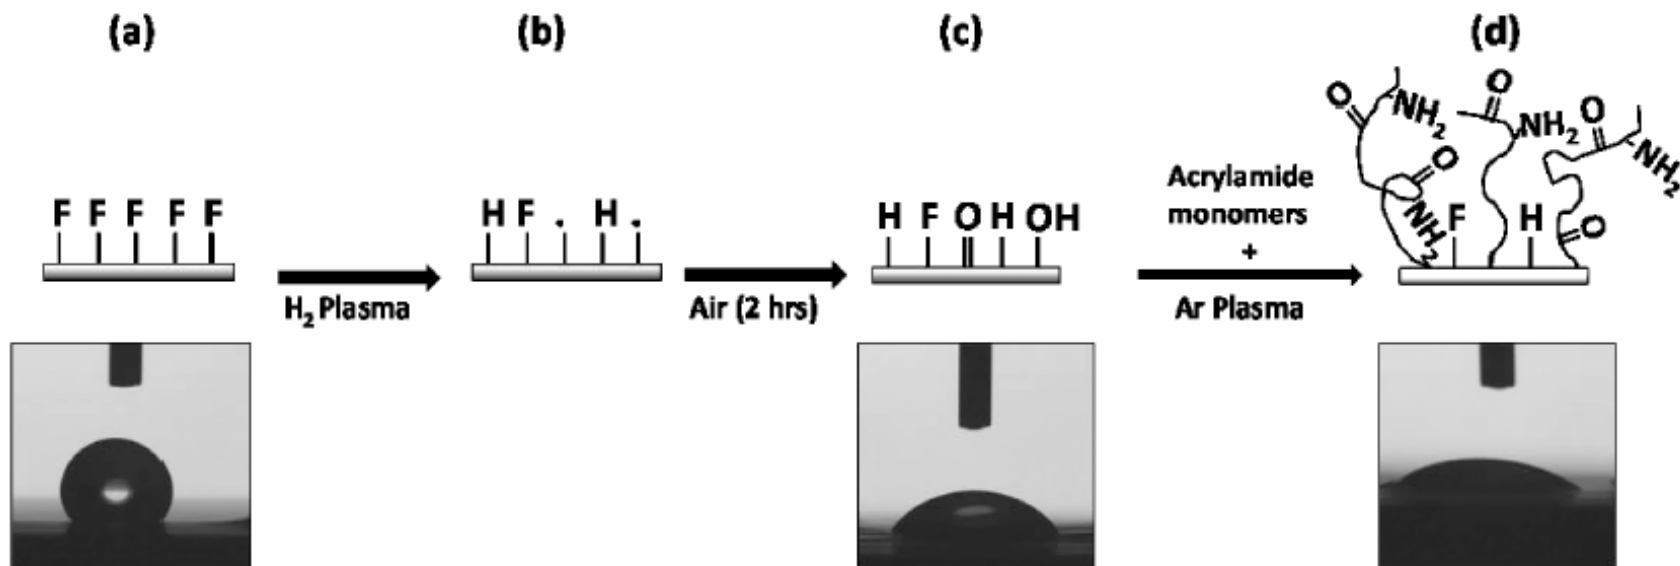 (a) (b) (c) (d)
O NH₂ O NH₂ O NH₂
O NH₂ O
F F F F F
H F . H .
H F O H OH
F H
H₂ Plasma
Air (2 hrs)
Acrylamide
monomers
+
Ar Plasma